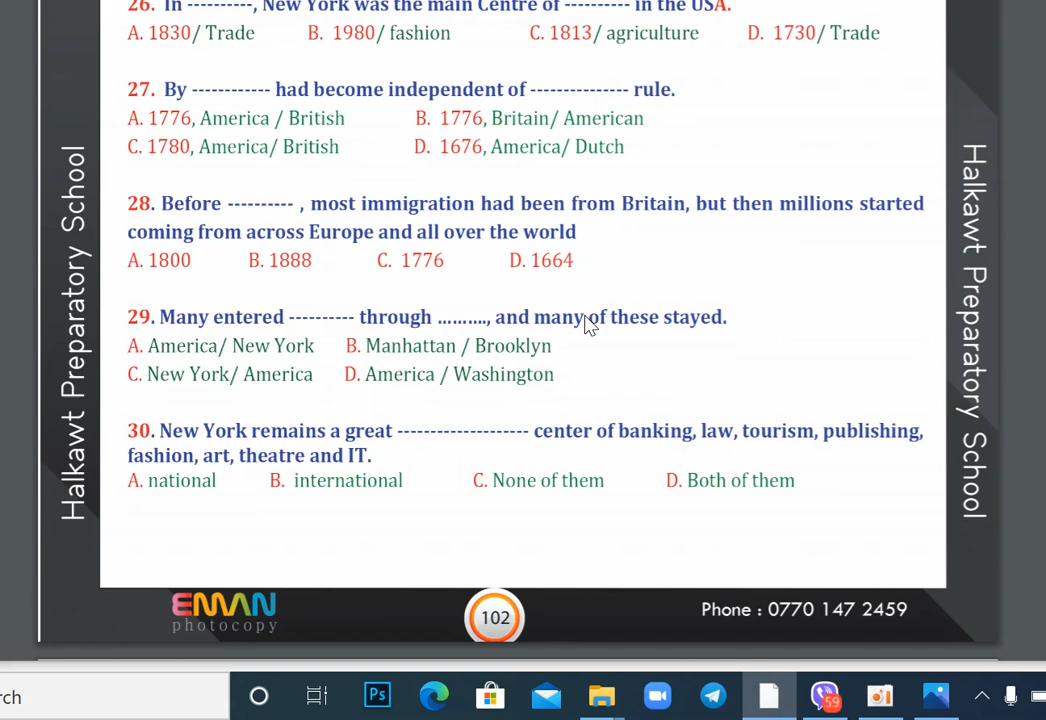 26. In ----------, New York was the main Centre of ---------- in the USA.
A. 1830/ Trade B. 1980/ fashion C. 1813/ agriculture D. 1730/ Trade
27. By ------------ had become independent of --------------- rule.
A. 1776, America / British B. 1776, Britain/ American
C. 1780, America/ British D. 1676, America/ Dutch
28. Before ---------- , most immigration had been from Britain, but then millions started
coming from across Europe and all over the world
A. 1800 B. 1888 C. 1776 D. 1664
29. Many entered ---------- through ………., and many of these stayed.
A. America/ New York B. Manhattan / Brooklyn
C. New York/ America D. America / Washington
30. New York remains a great -------------------- center of banking, law, tourism, publishing,
fashion, art, theatre and IT.
A. national B. international C. None of them D. Both of them
Halkawt Preparatory School
Halkawt Preparatory School
EMAN
photocopy
102
Phone : 0770 147 2459
rch
Ps
59